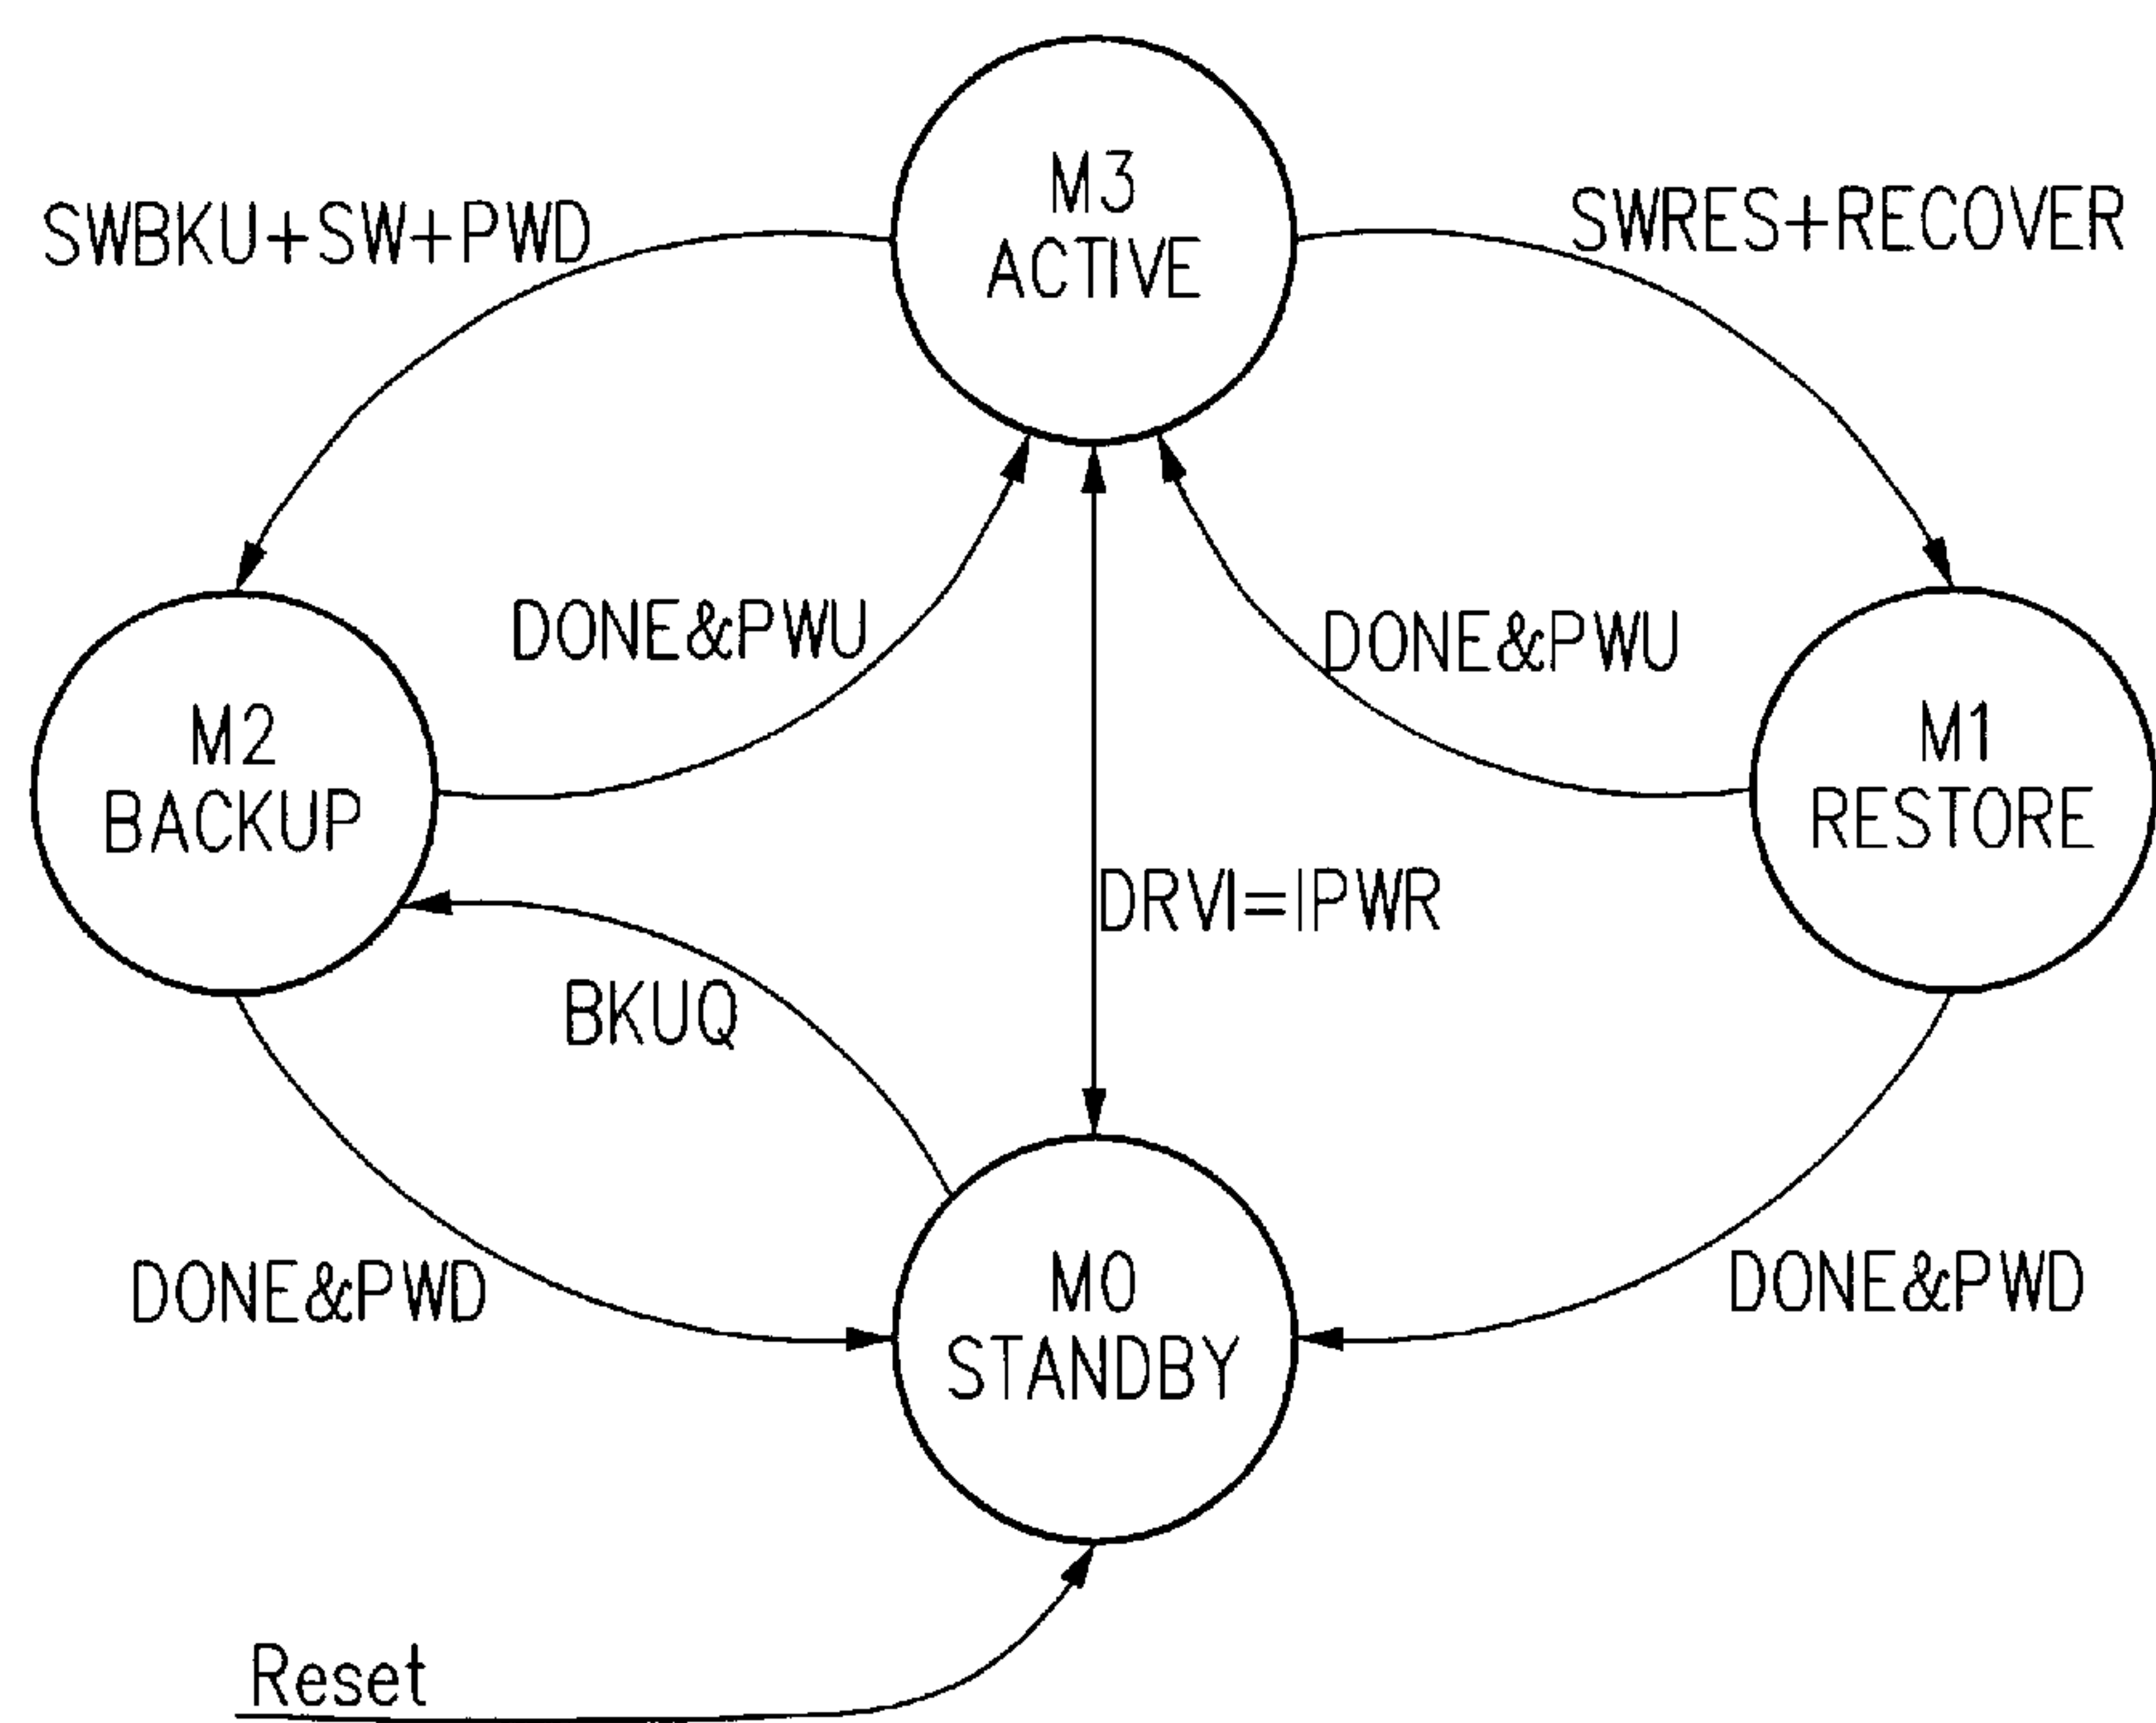 M3
ACTIVE
SWBKU+SW+PWD
SWRES+RECOVER
DONE&PWU
DONE&PWU
M2
BACKUP
M1
RESTORE
DRVI=IPWR
BKUQ
DONE&PWD
M0
STANDBY
DONE&PWD
Reset